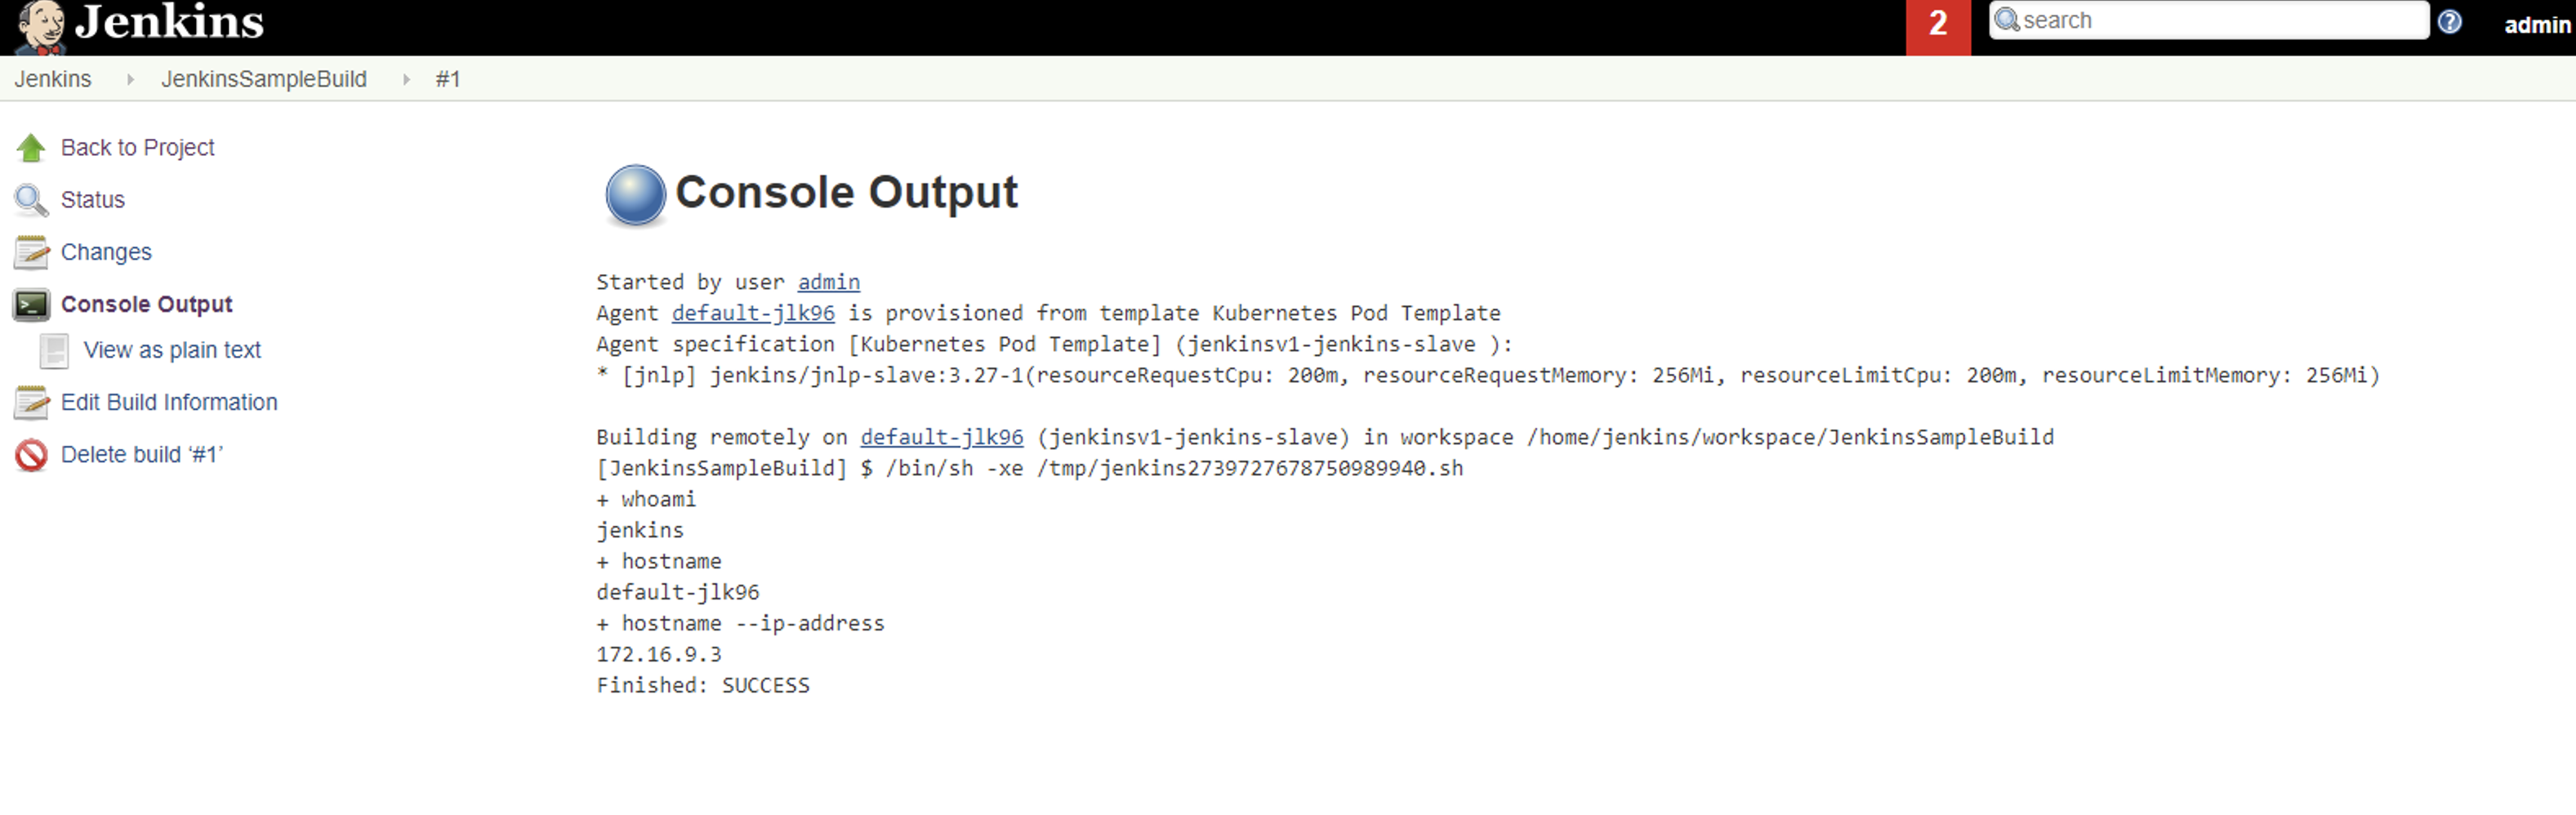 Jenkins
2
search
admin
Jenkins
JenkinsSampleBuild
#1
Back to Project
Status
Changes
Console Output
View as plain text
Edit Build Information
Delete build ‘#1’
Console Output
Started by user admin
Agent default-jlk96 is provisioned from template Kubernetes Pod Template
Agent specification [Kubernetes Pod Template] (jenkinsv1-jenkins-slave ):
* [jnlp] jenkins/jnlp-slave:3.27-1(resourceRequestCpu: 200m, resourceRequestMemory: 256Mi, resourceLimitCpu: 200m, resourceLimitMemory: 256Mi)
Building remotely on default-jlk96 (jenkinsv1-jenkins-slave) in workspace /home/jenkins/workspace/JenkinsSampleBuild
[JenkinsSampleBuild] $ /bin/sh -xe /tmp/jenkins2739727678750989940.sh
+ whoami
jenkins
+ hostname
default-jlk96
+ hostname --ip-address
172.16.9.3
Finished: SUCCESS